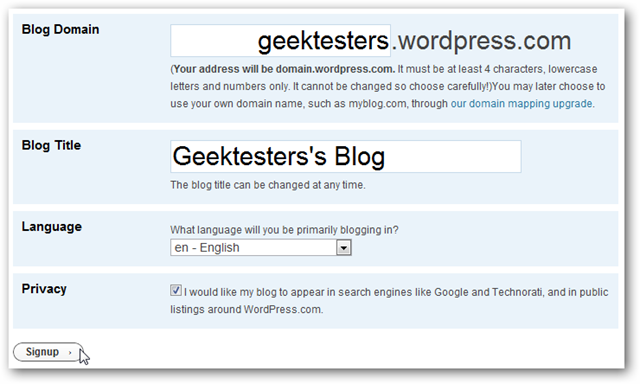 Blog Domain
geektesters.wordpress.com
(Your address will be domain.wordpress.com. It must be at least 4 characters, lowercase
letters and numbers only. It cannot be changed so choose carefully!)You may later choose to
use your own domain name, such as myblog.com, through our domain mapping upgrade.
Blog Title
Geektesters's Blog
The blog title can be changed at any time.
Language
What language will you be primarily blogging in?
en - English
Privacy
I would like my blog to appear in search engines like Google and Technorati, and in public
listings around WordPress.com.
Signup ›